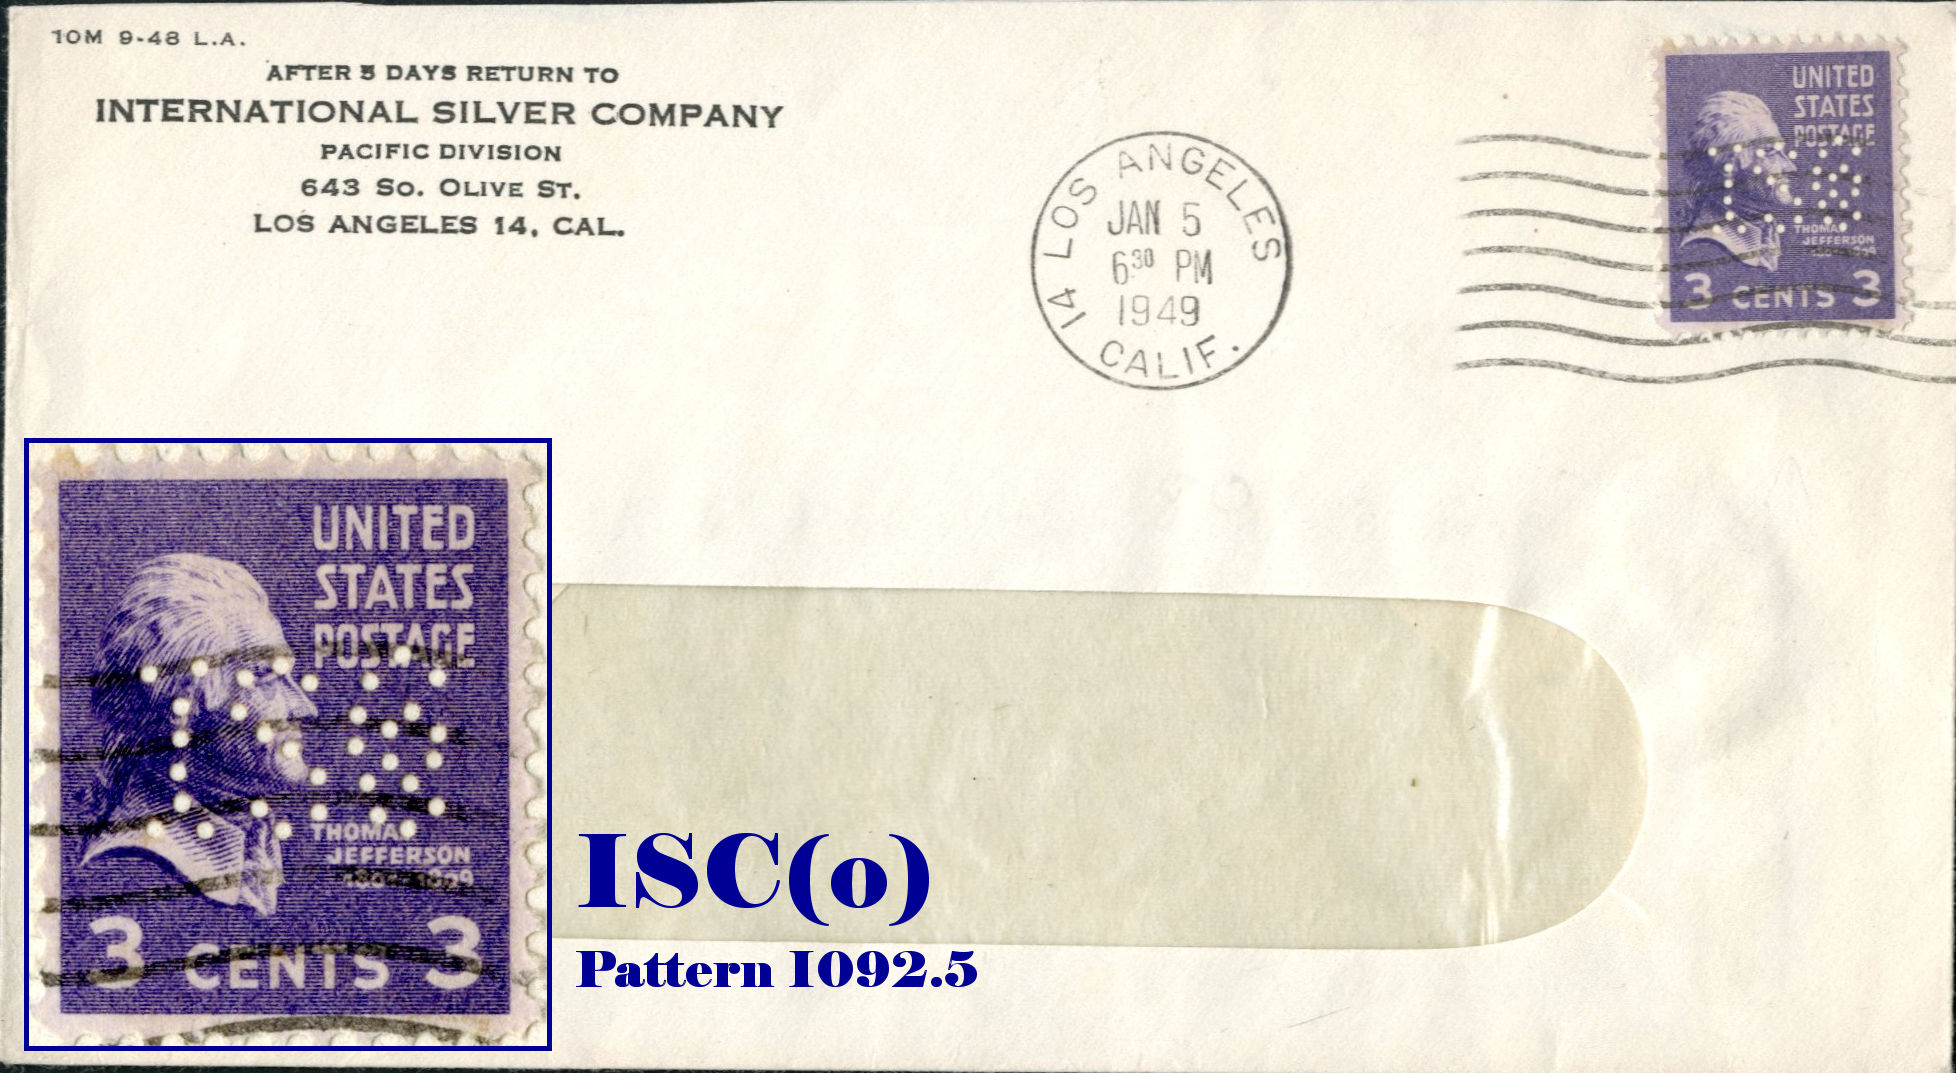 10M 9-48 L.A.
AFTER 5 DAYS RETURN TO
INTERNATIONAL SILVER COMPANY
PACIFIC DIVISION
643 So. Olive St.
LOS ANGELES 14, CAL.
LOS ANGELES
JAN 5
6³⁰ PM
1949
14 CALIF.
UNITED
STATES
POSTAGE
THOMAS
JEFFERSON
3 CENTS 3
UNITED
STATES
POSTAGE
THOMAS
JEFFERSON
3 CENTS 3
ISC(o)
Pattern I092.5